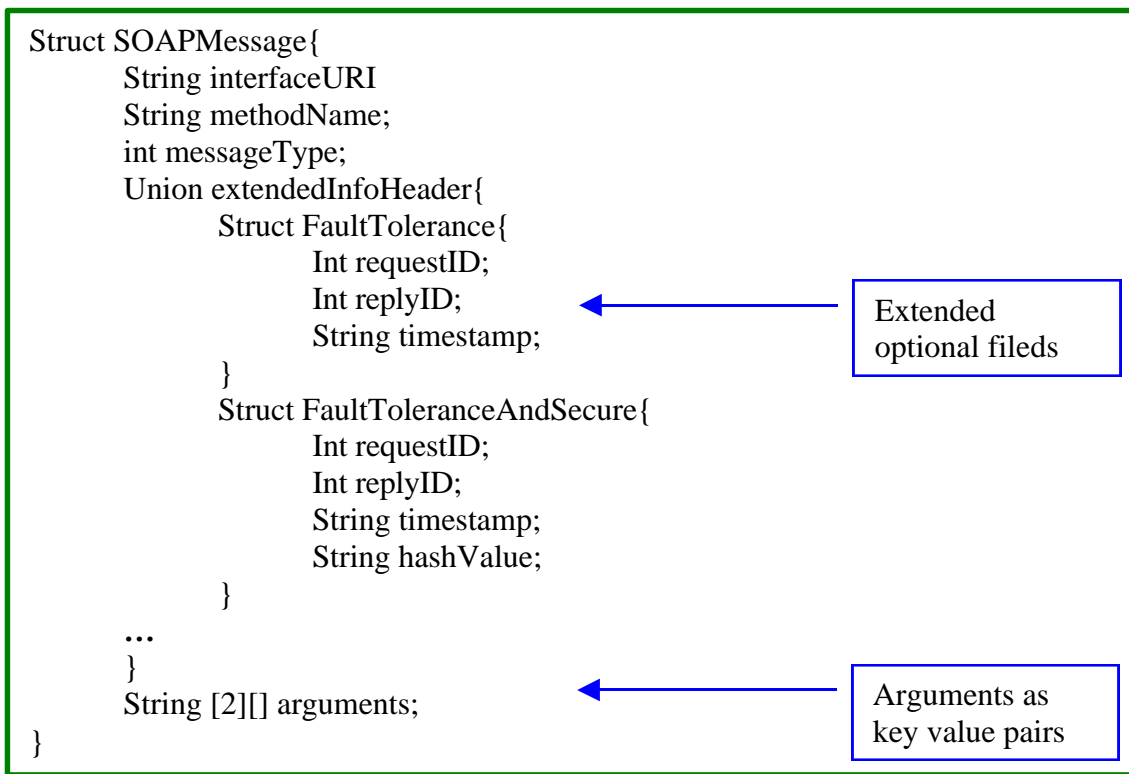 Struct SOAPMessage{
String interfaceURI
String methodName;
int messageType;
Union extendedInfoHeader{
Struct FaultTolerance{
Int requestID;
Int replyID;
String timestamp;
}
Struct FaultToleranceAndSecure{
Int requestID;
Int replyID;
String timestamp;
String hashValue;
}
...
}
String [2][] arguments;
}
Extended
optional fileds
Arguments as
key value pairs